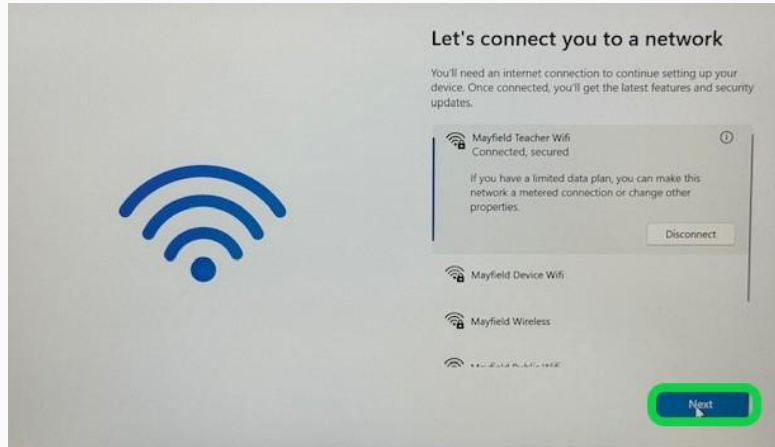 Let's connect you to a network
You'll need an internet connection to continue setting up your
device. Once connected, you'll get the latest features and security
updates.
Mayfield Teacher Wifi
Connected, secured
If you have a limited data plan, you can make this
network a metered connection or change other
properties.
Disconnect
Mayfield Device Wifi
Mayfield Wireless
Mayfield Public Wifi
Next